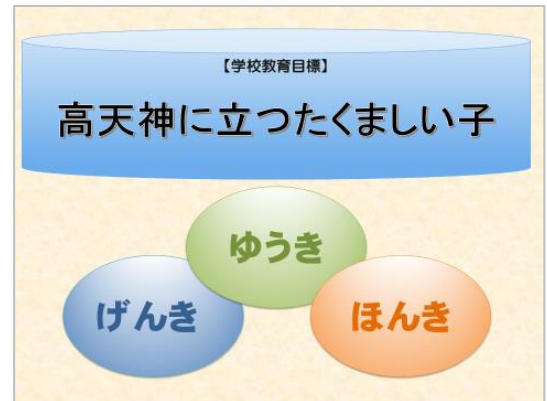 【学校教育目標】
高天神に立つたくましい子
ゆうき
げんき
ほんき